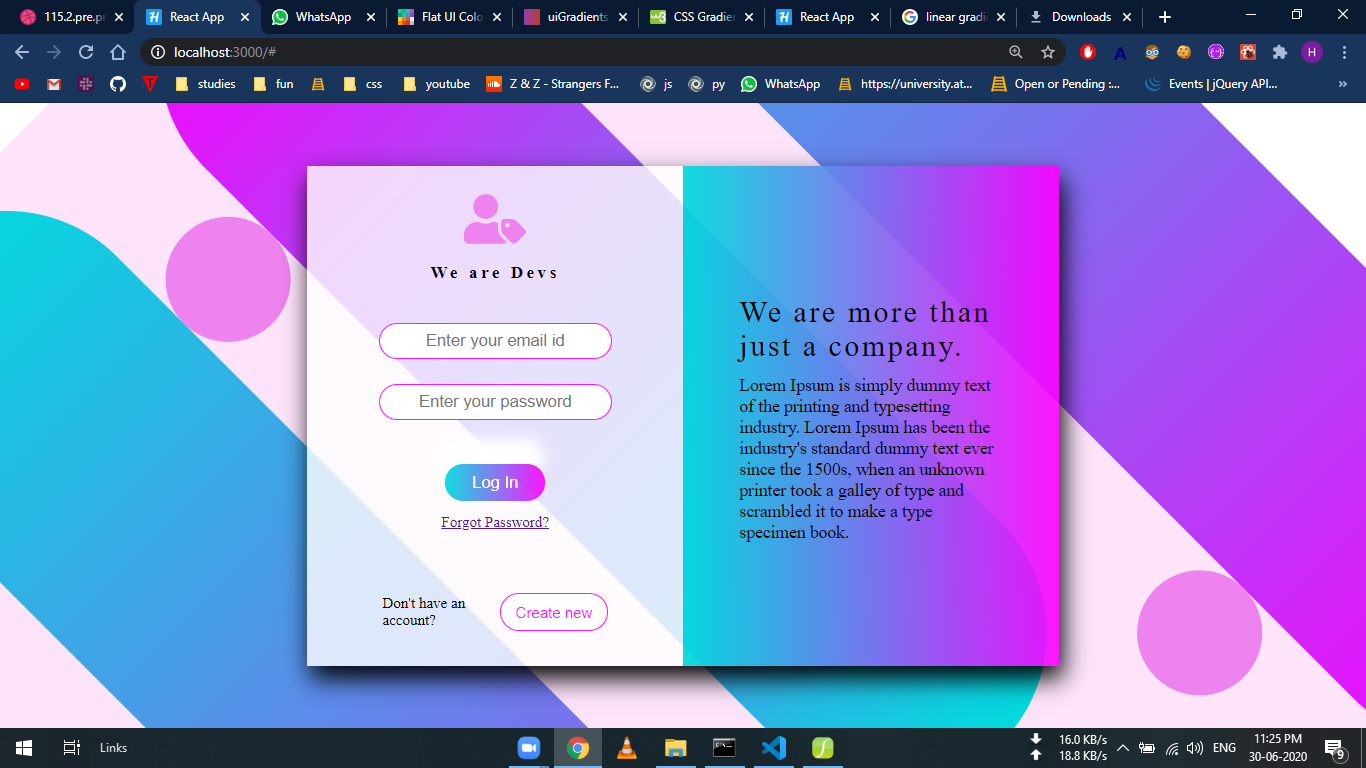 115.2.pre.pr
React App
WhatsApp
Flat UI Colo
uiGradients
CSS Gradier
React App
linear gradi
Downloads
localhost:3000/#
H
studies
fun
css
youtube
Z & Z - Strangers F...
js
py
WhatsApp
https://university.at...
Open or Pending :...
Events | jQuery API...
»
We are Devs
Enter your email id
Enter your password
Log In
Forgot Password?
Don't have an
account?
Create new
We are more than
just a company.
Lorem Ipsum is simply dummy text
of the printing and typesetting
industry. Lorem Ipsum has been the
industry's standard dummy text ever
since the 1500s, when an unknown
printer took a galley of type and
scrambled it to make a type
specimen book.
Links
16.0 KB/s
18.8 KB/s
ENG
11:25 PM
30-06-2020
9